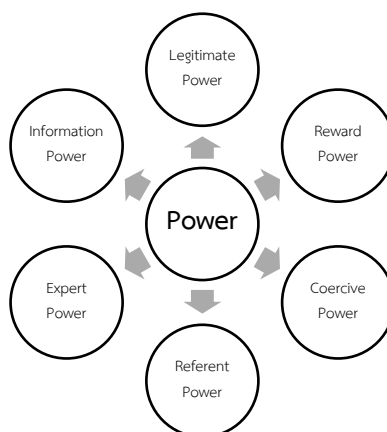 Legitimate
Power
Information
Power
Reward
Power
Power
Expert
Power
Coercive
Power
Referent
Power